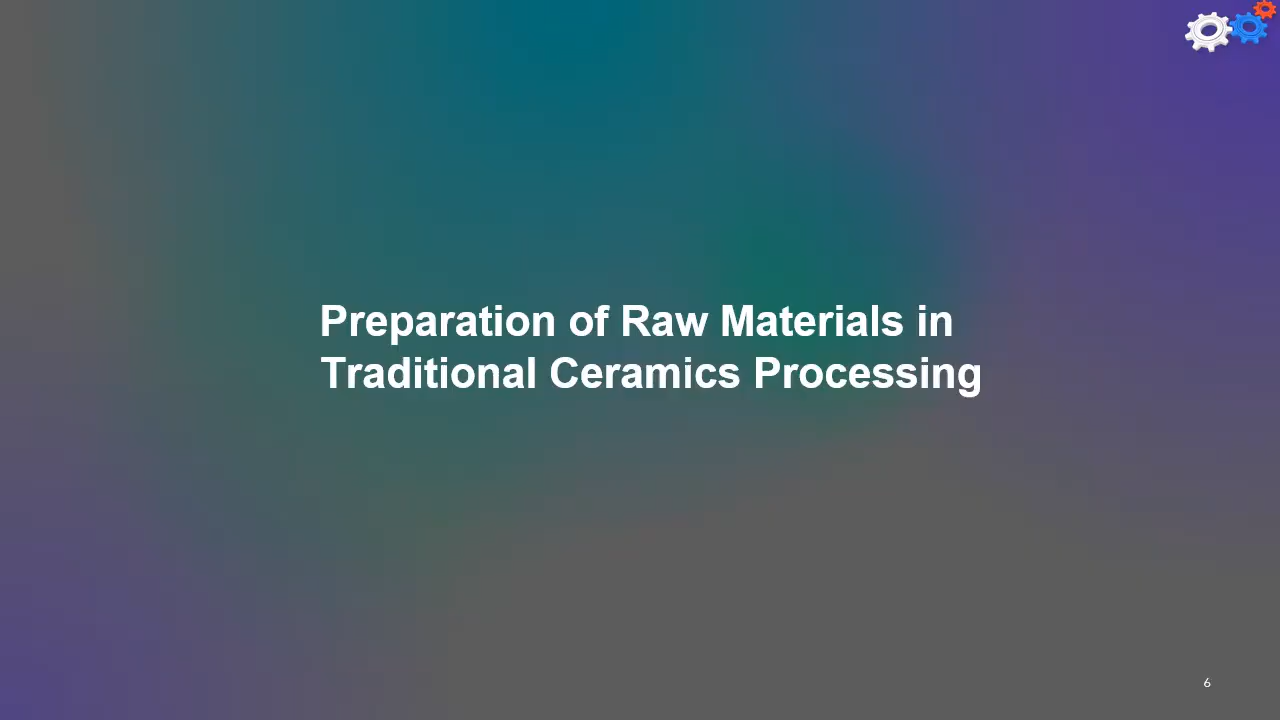 Preparation of Raw Materials in
Traditional Ceramics Processing
6